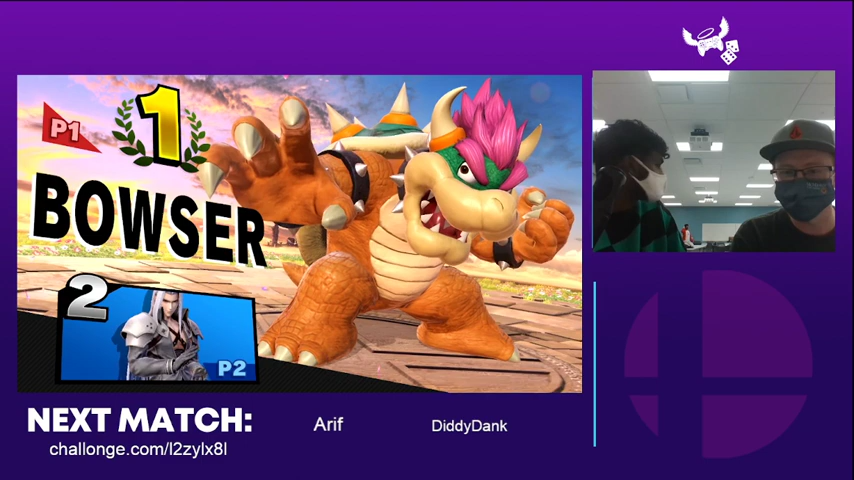 P1
1
BOWSER
2
P2
NEXT MATCH:
Arif
DiddyDank
challonge.com/l2zylx8l